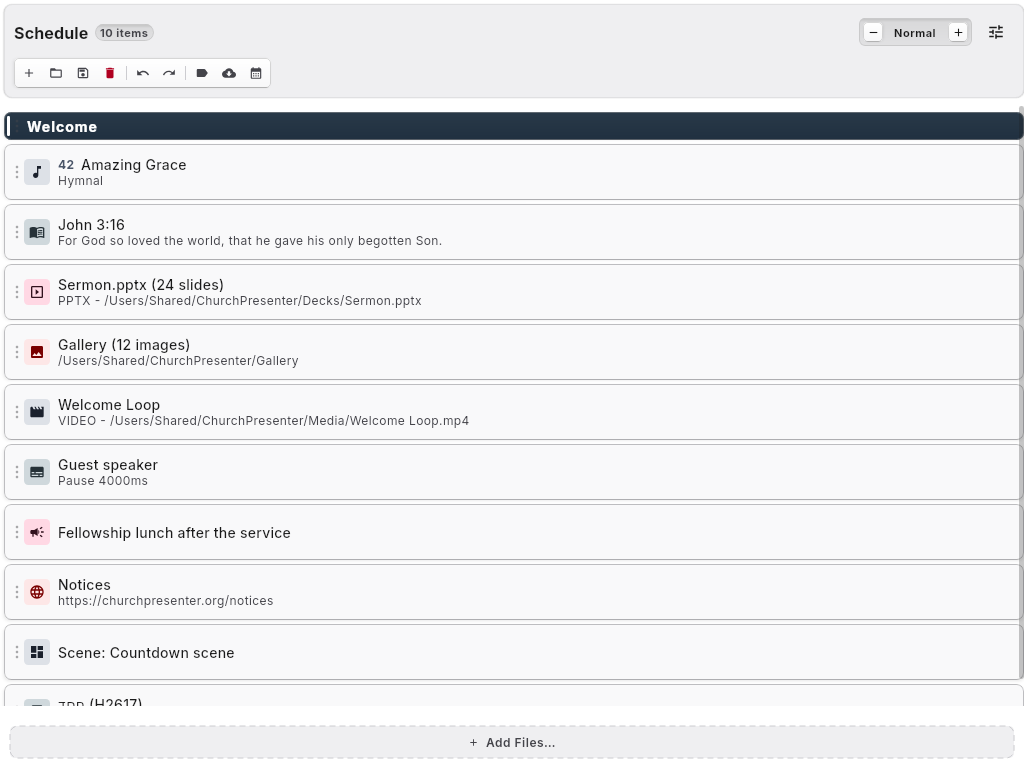 Schedule 10 items
Normal
Welcome
42 Amazing Grace
Hymnal
John 3:16
For God so loved the world, that he gave his only begotten Son.
Sermon.pptx (24 slides)
PPTX - /Users/Shared/ChurchPresenter/Decks/Sermon.pptx
Gallery (12 images)
/Users/Shared/ChurchPresenter/Gallery
Welcome Loop
VIDEO - /Users/Shared/ChurchPresenter/Media/Welcome Loop.mp4
Guest speaker
Pause 4000ms
Fellowship lunch after the service
Notices
https://churchpresenter.org/notices
Scene: Countdown scene
(H2617)
+ Add Files...